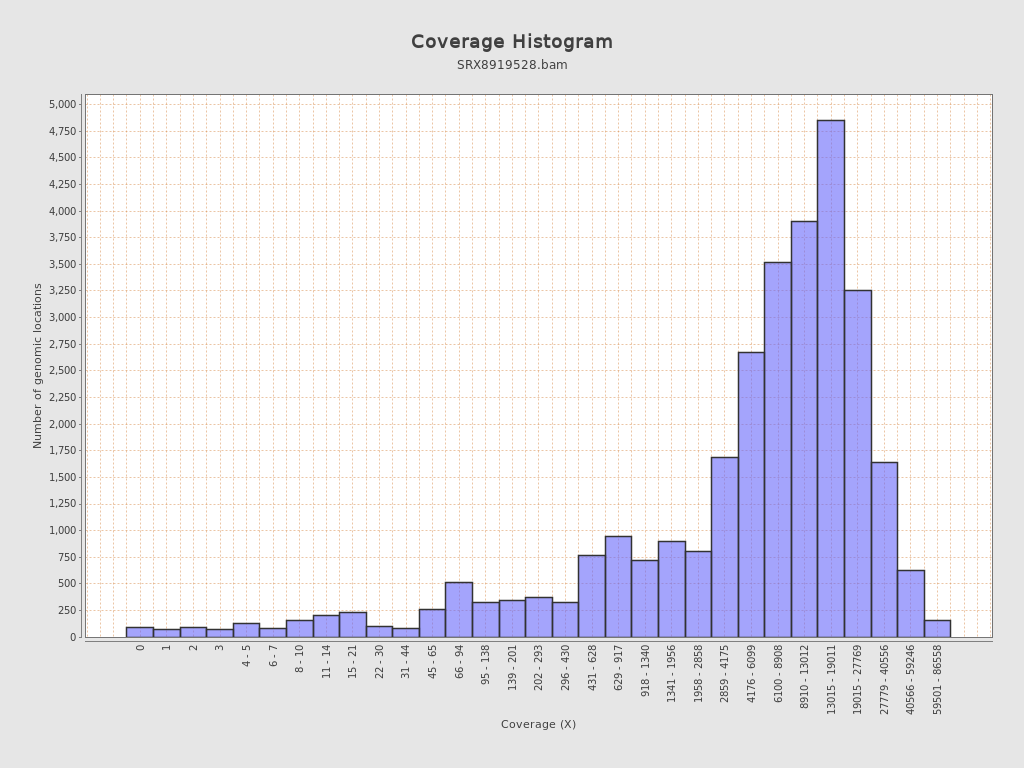 Coverage Histogram
SRX8919528.bam
5,000
4,750
4,500
4,250
4,000
3,750
3,500
3,250
3,000
2,750
2,500
2,250
2,000
1,750
1,500
1,250
1,000
750
500
250
0
Number of genomic locations
0
1
2
3
4 - 5
6 - 7
8 - 10
11 - 14
15 - 21
22 - 30
31 - 44
45 - 65
66 - 94
95 - 138
139 - 201
202 - 293
296 - 430
431 - 628
629 - 917
918 - 1340
1341 - 1956
1958 - 2858
2859 - 4175
4176 - 6099
6100 - 8908
8910 - 13012
13015 - 19011
19015 - 27769
27779 - 40556
40566 - 59246
59501 - 86558
Coverage (X)